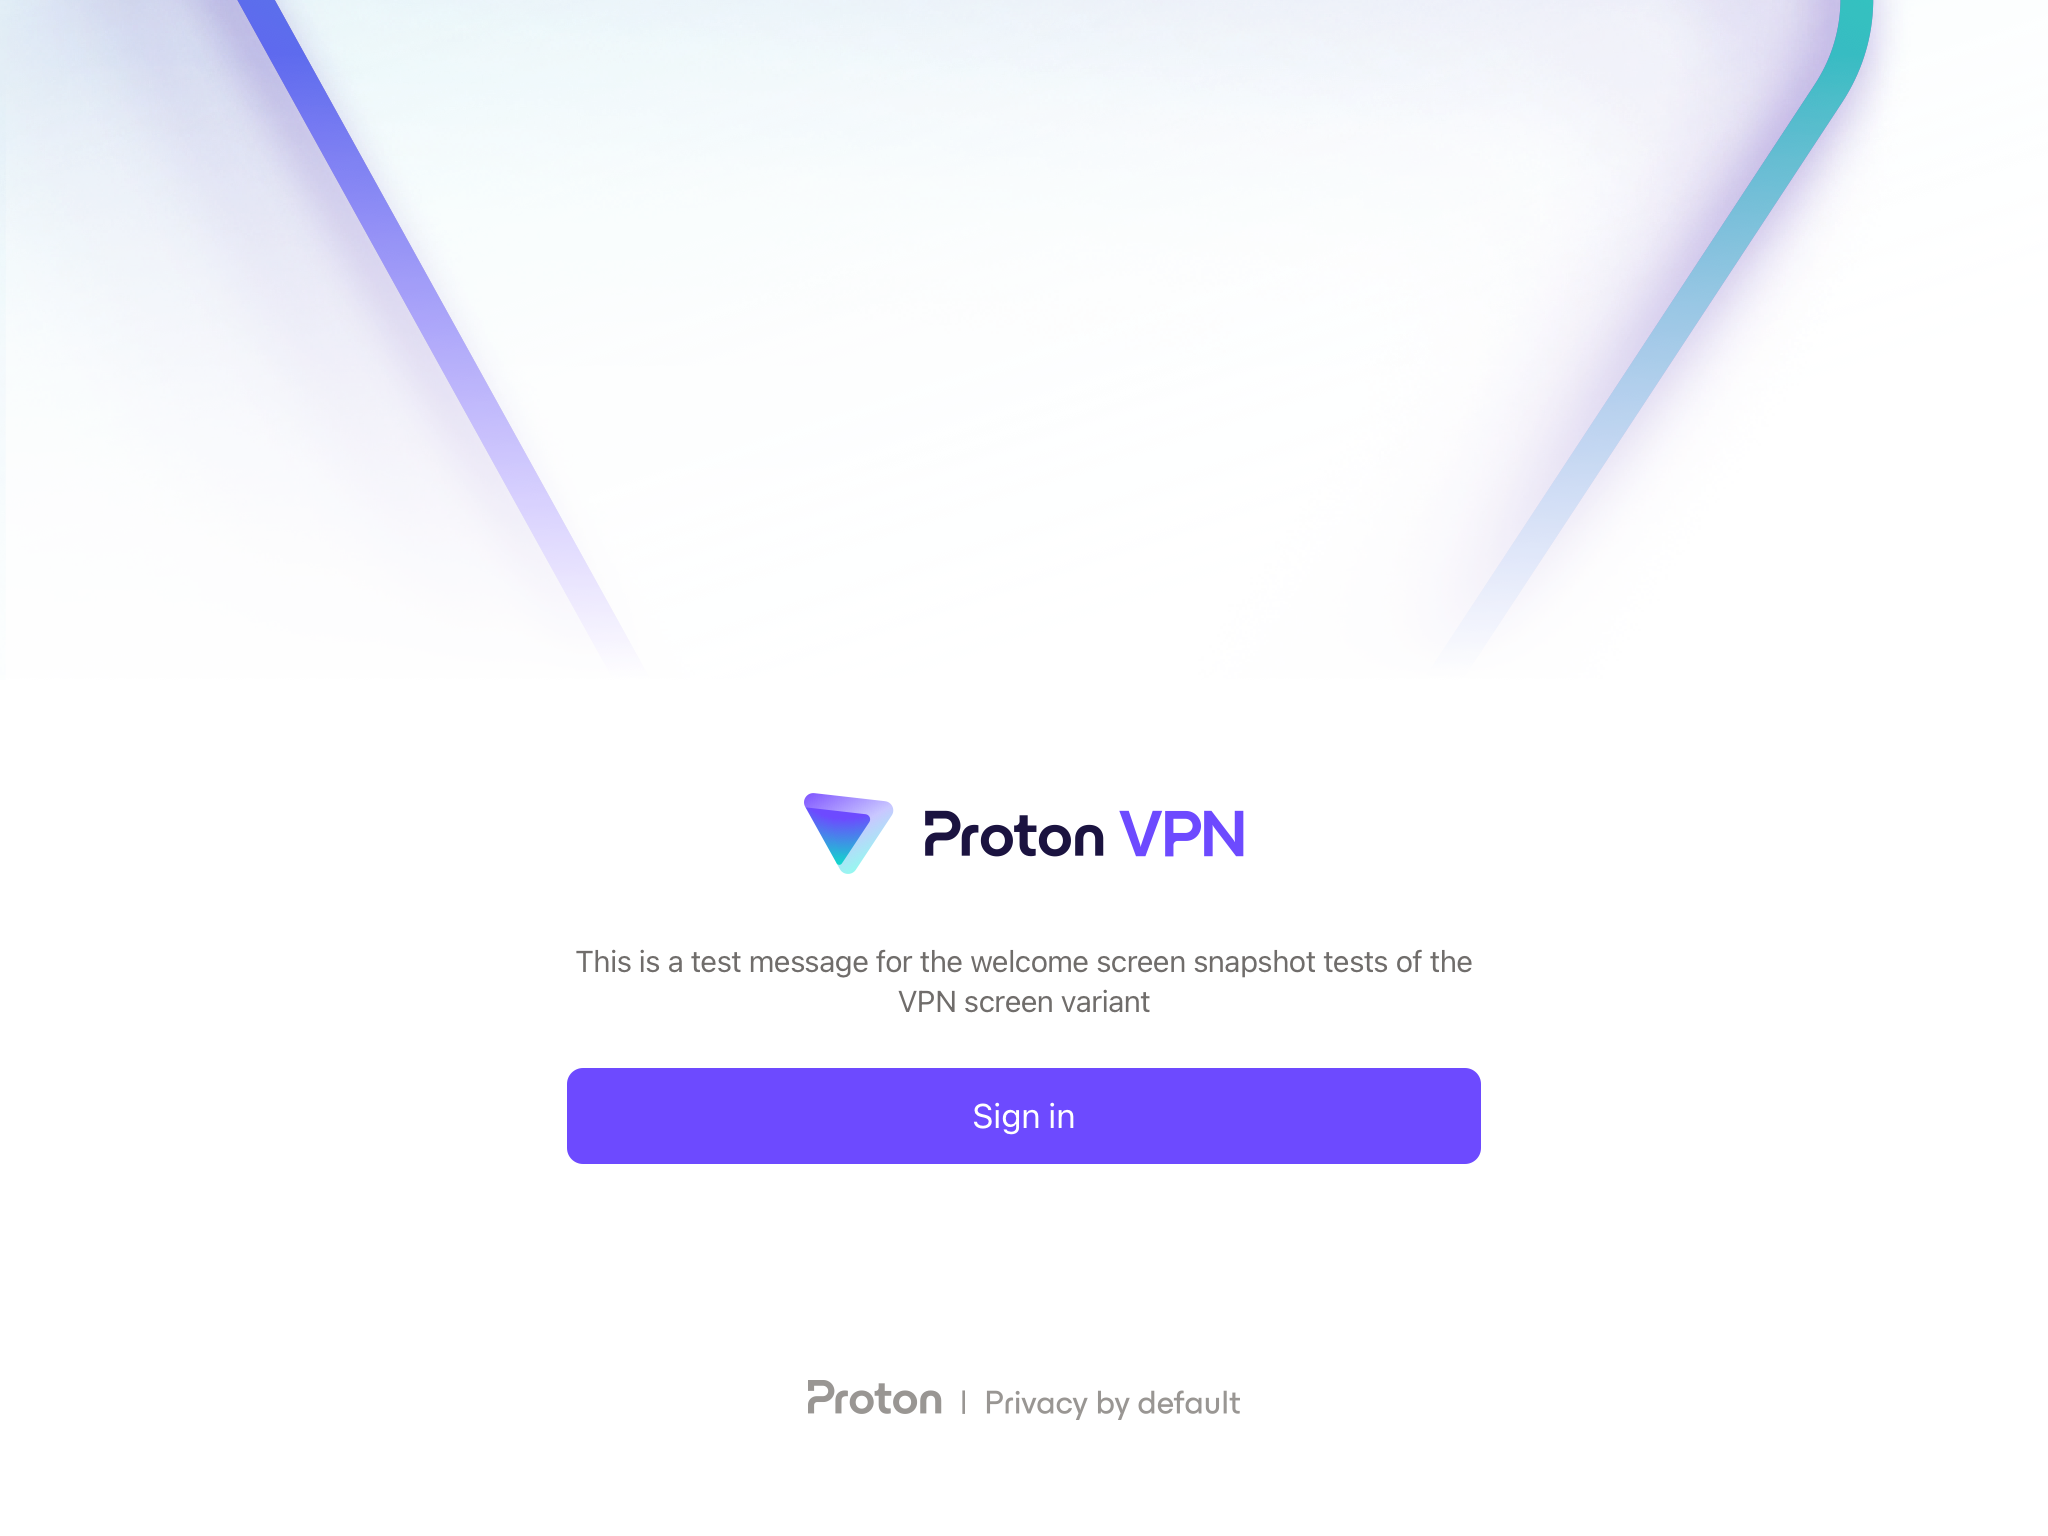 Proton VPN
This is a test message for the welcome screen snapshot tests of the
VPN screen variant
Sign in
Proton | Privacy by default